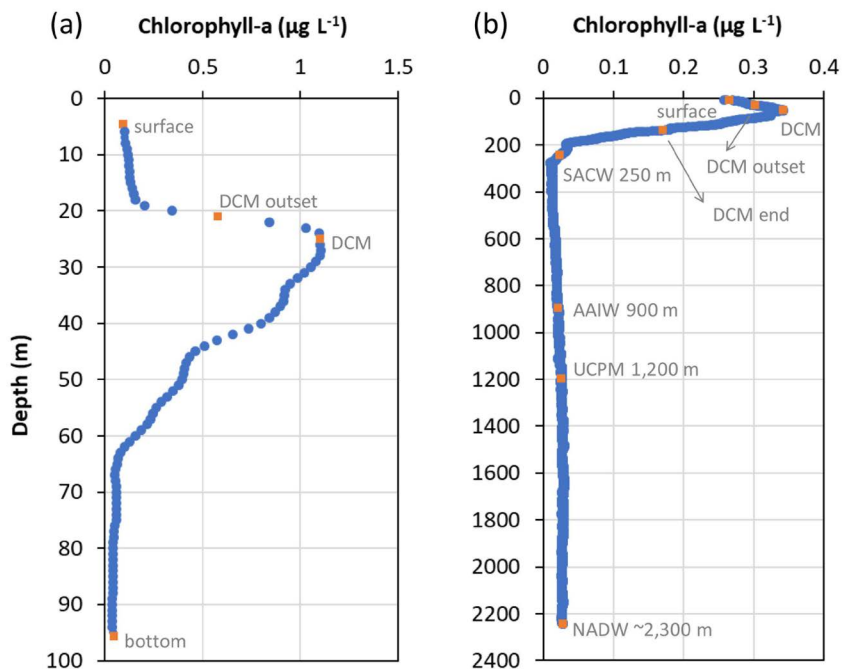 (a) Chlorophyll-a (µg L-1)
0 0.5 1 1.5
0
10
20
30
40
50
60
70
80
90
100
Depth (m)
surface
DCM outset
DCM
bottom
(b) Chlorophyll-a (µg L-1)
0 0.1 0.2 0.3 0.4
0
200
400
600
800
1000
1200
1400
1600
1800
2000
2200
2400
surface
DCM
DCM outset
SACW 250 m
DCM end
AAIW 900 m
UCPM 1,200 m
NADW ~2,300 m